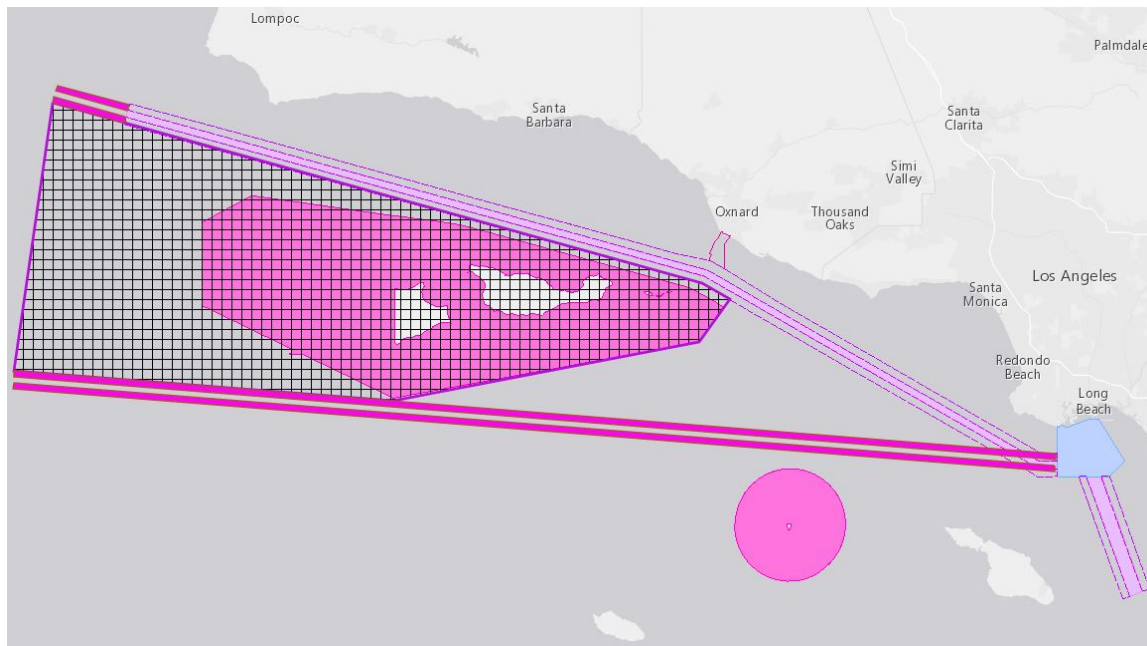 Lompoc
Palmdale
Santa
Barbara
Santa
Clarita
Simi
Valley
Oxnard
Thousand
Oaks
Los Angeles
Santa
Monica
Redondo
Beach
Long
Beach